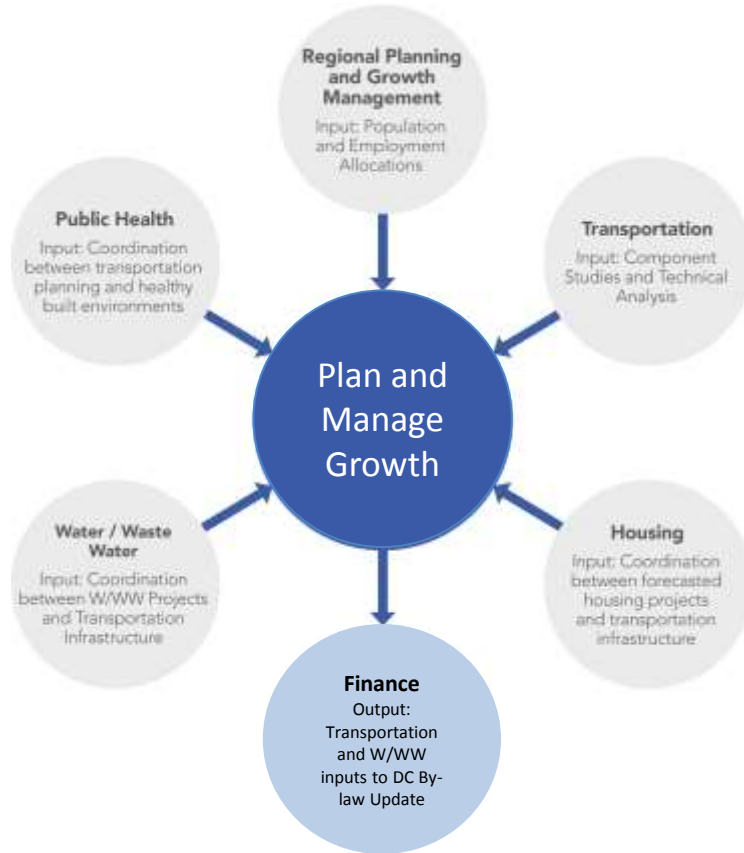 Regional Planning
and Growth
Management
Input: Population
and Employment
Allocations
Public Health
Input: Coordination
between transportation
planning and healthy
built environments
Transportation
Input: Component
Studies and Technical
Analysis
Plan and
Manage
Growth
Water / Waste
Water
Input: Coordination
between W/WW Projects
and Transportation
Infrastructure
Housing
Input: Coordination
between forecasted
housing projects
and transportation
infrastructure
Finance
Output:
Transportation
and W/WW
inputs to DC By-
law Update